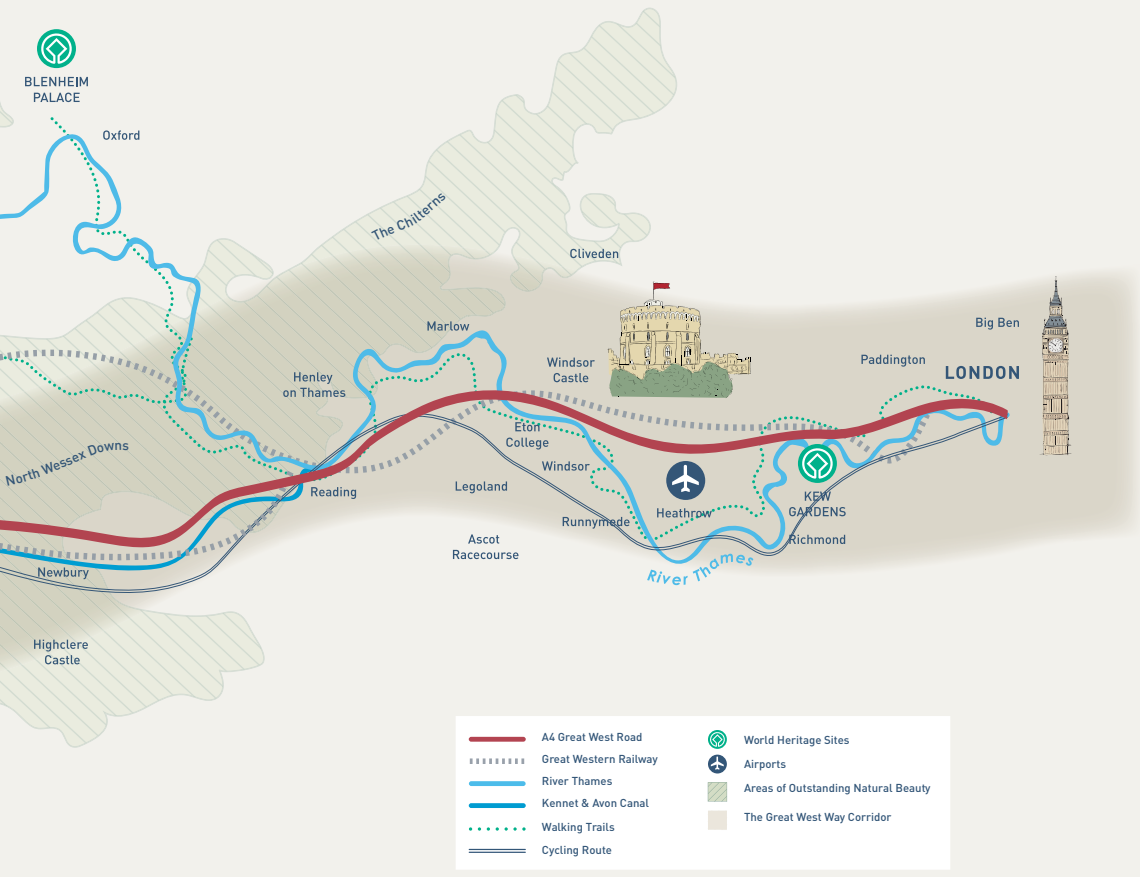 BLENHEIM
PALACE
Oxford
The Chilterns
Cliveden
Big Ben
Marlow
Paddington
Windsor
Castle
LONDON
Henley
on Thames
Eton
College
North Wessex Downs
Windsor
Reading
Legoland
KEW
GARDENS
Heathrow
Runnymede
Ascot
Racecourse
Richmond
River Thames
Newbury
Highclere
Castle
A4 Great West Road
Great Western Railway
River Thames
Kennet & Avon Canal
Walking Trails
Cycling Route
World Heritage Sites
Airports
Areas of Outstanding Natural Beauty
The Great West Way Corridor